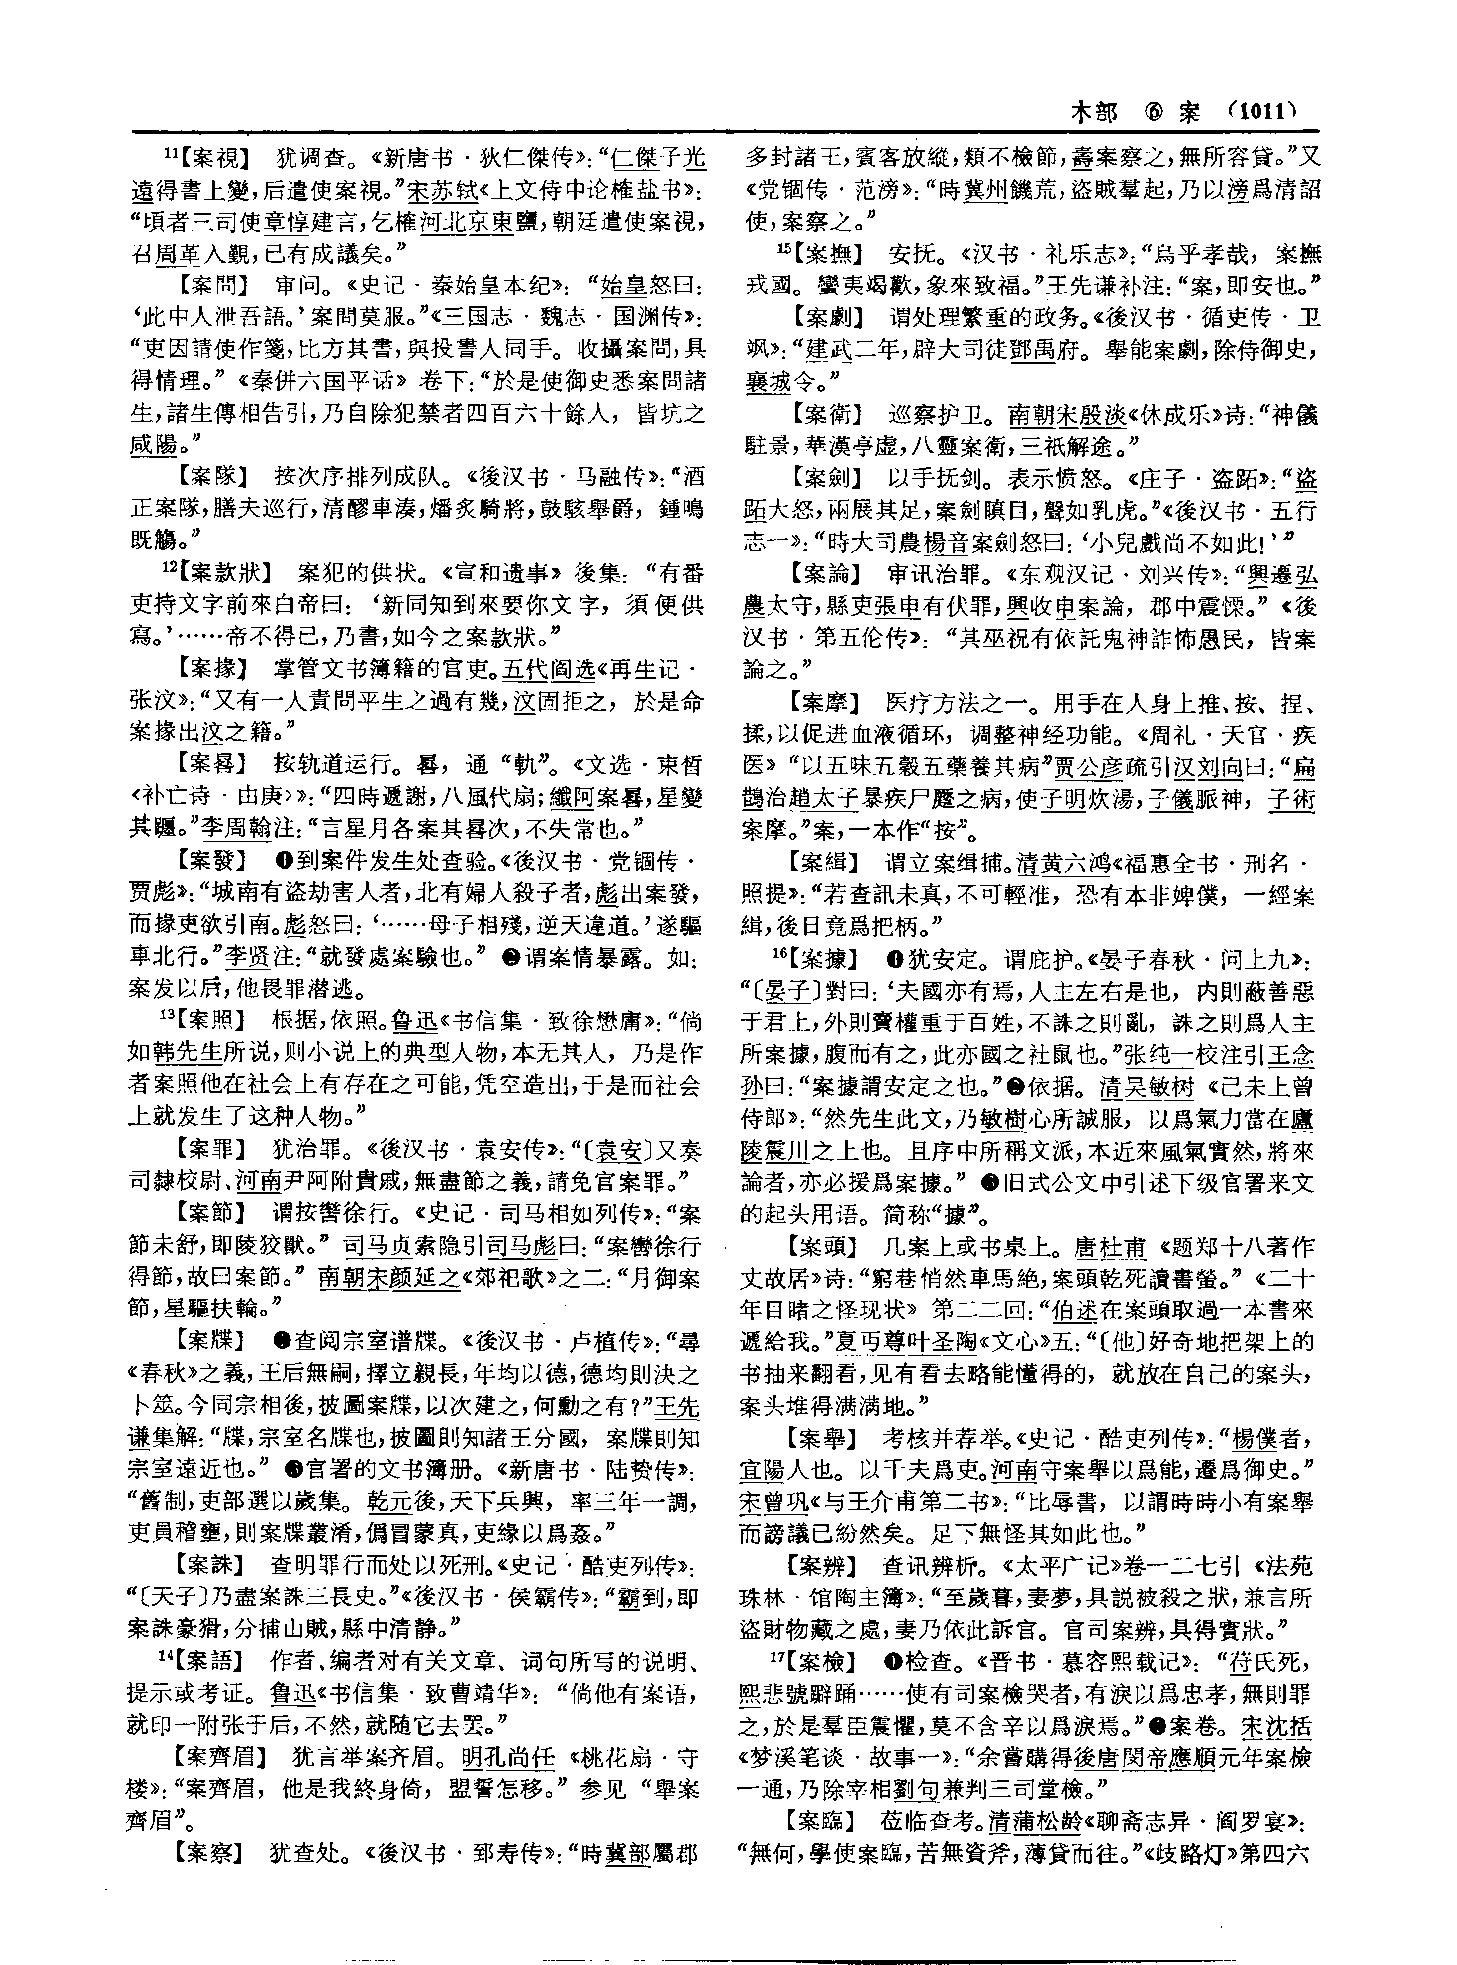 木部 ⑥ 案 (1011)
¹¹【案視】 犹调查。《新唐书·狄仁傑传》：“仁傑子光
遠得書上變，后遣使案視。”宋苏轼《上文侍中论榷盐书》：
“頃者三司使章惇建言，乞榷河北京東鹽，朝廷遣使案視，
召周革入覲，已有成議矣。”
【案問】 审问。《史记·秦始皇本纪》：“始皇怒曰：
‘此中人泄吾語。’案問莫服。”《三国志·魏志·国渊传》：
“吏因請使作箋，比方其書，與投書人同手。收攝案問，具
得情理。”《秦併六国平话》卷下：“於是使御史悉案問諸
生，諸生傳相告引，乃自除犯禁者四百六十餘人，皆坑之
咸陽。”
【案隊】 按次序排列成队。《後汉书·马融传》：“酒
正案隊，膳夫巡行，清醪車湊，燔炙騎將，鼓駭舉爵，鍾鳴
既觴。”
¹²【案款狀】 案犯的供状。《宣和遗事》後集：“有番
吏持文字前來白帝曰：‘新同知到來要你文字，須便供
寫。’……帝不得已，乃書，如今之案款狀。”
【案掾】 掌管文书簿籍的官吏。五代阎选《再生记·
张汶》：“又有一人責問平生之過有幾，汶固拒之，於是命
案掾出汶之籍。”
【案晷】 按轨道运行。晷，通“軌”。《文选·束皙
〈补亡诗·由庚〉》：“四時遞謝，八風代扇；纖阿案晷，星變
其躔。”李周翰注：“言星月各案其晷次，不失常也。”
【案發】 ❶到案件发生处查验。《後汉书·党锢传·
贾彪》：“城南有盗劫害人者，北有婦人殺子者，彪出案發，
而掾吏欲引南。彪怒曰：‘……母子相殘，逆天違道。’遂驅
車北行。”李贤注：“就發處案驗也。” ❷谓案情暴露。如：
案发以后，他畏罪潜逃。
¹³【案照】 根据，依照。鲁迅《书信集·致徐懋庸》：“倘
如韩先生所说，则小说上的典型人物，本无其人，乃是作
者案照他在社会上有存在之可能，凭空造出，于是而社会
上就发生了这种人物。”
【案罪】 犹治罪。《後汉书·袁安传》：“〔袁安〕又奏
司隸校尉、河南尹阿附貴戚，無盡節之義，請免官案罪。”
【案節】 谓按辔徐行。《史记·司马相如列传》：“案
節未舒，即陵狡獸。”司马贞索隐引司马彪曰：“案轡徐行
得節，故曰案節。”南朝宋颜延之《郊祀歌》之二：“月御案
節，星驅扶輪。”
【案牒】 ❶查阅宗室谱牒。《後汉书·卢植传》：“尋
《春秋》之義，王后無嗣，擇立親長，年均以德，德均則決之
卜筮。今同宗相後，披圖案牒，以次建之，何勳之有？”王先
谦集解：“牒，宗室名牒也，披圖則知諸王分國，案牒則知
宗室遠近也。” ❷官署的文书簿册。《新唐书·陆贽传》：
“舊制，吏部選以歲集。乾元後，天下兵興，率三年一調，
吏員稽壅，則案牒叢淆，僞冒蒙真，吏緣以爲姦。”
【案誅】 查明罪行而处以死刑。《史记·酷吏列传》：
“〔天子〕乃盡案誅三長史。”《後汉书·侯霸传》：“霸到，即
案誅豪猾，分捕山賊，縣中清静。”
¹⁴【案語】 作者、编者对有关文章、词句所写的说明、
提示或考证。鲁迅《书信集·致曹靖华》：“倘他有案语，
就印一附张于后，不然，就随它去罢。”
【案齊眉】 犹言举案齐眉。明孔尚任《桃花扇·守
楼》：“案齊眉，他是我終身倚，盟誓怎移。”参见“舉案
齊眉”。
【案察】 犹查处。《後汉书·郅寿传》：“時冀部屬郡
多封諸王，賓客放縱，類不檢節，壽案察之，無所容貸。”又
《党锢传·范滂》：“時冀州饑荒，盜賊羣起，乃以滂爲清詔
使，案察之。”
¹⁵【案撫】 安抚。《汉书·礼乐志》：“烏乎孝哉，案撫
戎國。蠻夷竭歡，象來致福。”王先谦补注：“案，即安也。”
【案劇】 谓处理繁重的政务。《後汉书·循吏传·卫
飒》：“建武二年，辟大司徒鄧禹府。舉能案劇，除侍御史，
襄城令。”
【案衛】 巡察护卫。南朝宋殷淡《休成乐》诗：“神儀
駐景，華漢亭虚，八靈案衛，三祇解途。”
【案劍】 以手抚剑。表示愤怒。《庄子·盗跖》：“盜
跖大怒，兩展其足，案劍瞋目，聲如乳虎。”《後汉书·五行
志一》：“時大司農楊音案劍怒曰：‘小兒戲尚不如此！’”
【案論】 审讯治罪。《东观汉记·刘兴传》：“興遷弘
農太守，縣吏張申有伏罪，興收申案論，郡中震慄。”《後
汉书·第五伦传》：“其巫祝有依託鬼神詐怖愚民，皆案
論之。”
【案摩】 医疗方法之一。用手在人身上推、按、捏、
揉，以促进血液循环，调整神经功能。《周礼·天官·疾
医》“以五味五穀五藥養其病”贾公彦疏引汉刘向曰：“扁
鵲治趙太子暴疾尸蹷之病，使子明炊湯，子儀脈神，子術
案摩。”案，一本作“按”。
【案緝】 谓立案缉捕。清黄六鸿《福惠全书·刑名·
照提》：“若查訊未真，不可輕准，恐有本非婢僕，一經案
緝，後日竟爲把柄。”
¹⁶【案據】 ❶犹安定。谓庇护。《晏子春秋·问上九》：
“〔晏子〕對曰：‘夫國亦有焉，人主左右是也，内則蔽善惡
于君上，外則賣權重于百姓，不誅之則亂，誅之則爲人主
所案據，腹而有之，此亦國之社鼠也。”张纯一校注引王念
孙曰：“案據謂安定之也。”❷依据。清吴敏树《己未上曾
侍郎》：“然先生此文，乃敏樹心所誠服，以爲氣力當在廬
陵震川之上也。且序中所稱文派，本近來風氣實然，將來
論者，亦必援爲案據。” ❸旧式公文中引述下级官署来文
的起头用语。简称“據”。
【案頭】 几案上或书桌上。唐杜甫《题郑十八著作
丈故居》诗：“窮巷悄然車馬絶，案頭乾死讀書螢。”《二十
年目睹之怪现状》第二二回：“伯述在案頭取過一本書來
遞給我。”夏丏尊叶圣陶《文心》五：“〔他〕好奇地把架上的
书抽来翻看，见有看去略能懂得的，就放在自己的案头，
案头堆得满满地。”
【案舉】 考核并荐举。《史记·酷吏列传》：“楊僕者，
宜陽人也。以千夫爲吏。河南守案舉以爲能，遷爲御史。”
宋曾巩《与王介甫第二书》：“比辱書，以謂時時小有案舉
而謗議已紛然矣。足下無怪其如此也。”
【案辨】 查讯辨析。《太平广记》卷一二七引《法苑
珠林·馆陶主簿》：“至歲暮，妻夢，具説被殺之狀，兼言所
盜財物藏之處，妻乃依此訴官。官司案辨，具得實狀。”
¹⁷【案檢】 ❶检查。《晋书·慕容熙载记》：“苻氏死，
熙悲號躃踊……使有司案檢哭者，有淚以爲忠孝，無則罪
之，於是羣臣震懼，莫不含辛以爲淚焉。”❷案卷。宋沈括
《梦溪笔谈·故事一》：“余嘗購得後唐閔帝應順元年案檢
一通，乃除宰相劉句兼判三司堂檢。”
【案臨】 莅临查考。清蒲松龄《聊斋志异·阎罗宴》：
“無何，學使案臨，苦無資斧，薄貸而往。”《歧路灯》第四六